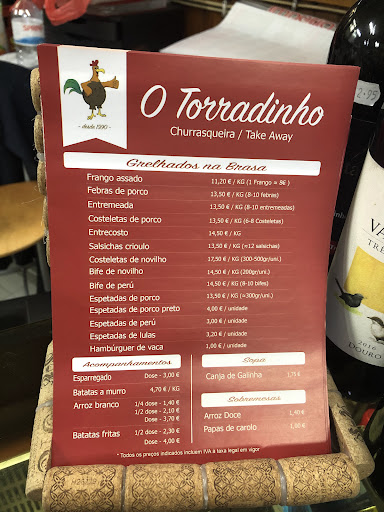 O Torradinho
Churrasqueira / Take Away
- desde 1990 -
Grelhados na Brasa
Frango assado 11,20 € / KG (1 Frango ≈ 8€ )
Febras de porco 13,50 € / KG (8-10 febras)
Entremeada 13,50 € / KG (8-10 entremeadas)
Costeletas de porco 13,50 € / KG (6-8 Costeletas)
Entrecosto 14,50 € / KG
Salsichas crioulo 13,50 € / KG (≈12 salsichas)
Costeletas de novilho 17,50 € / KG (300-500gr/uni.)
Bife de novilho 14,50 € / KG (200gr/uni.)
Bife de perú 14,50 € / KG (8-10 bifes)
Espetadas de porco 13,50 € / KG (≈300gr/uni.)
Espetadas de porco preto 4,00 € / unidade
Espetadas de perú 3,00 € / unidade
Espetadas de lulas 3,20 € / unidade
Hambúrguer de vaca 1,00 € / unidade
Acompanhamentos
Esparregado Dose - 3,00 €
Batatas a murro 4,70 € / KG
Arroz branco 1/4 dose - 1,40 €
1/2 dose - 2,10 €
Dose - 3,70 €
Batatas fritas 1/2 dose - 2,30 €
Dose - 4,00 €
Sopa
Canja de Galinha 1,75 €
Sobremesas
Arroz Doce 1,40 €
Papas de carolo
* Todos os preços indicados incluem IVA à taxa legal em vigor
2.99
VA
TRE
2016
DOURO